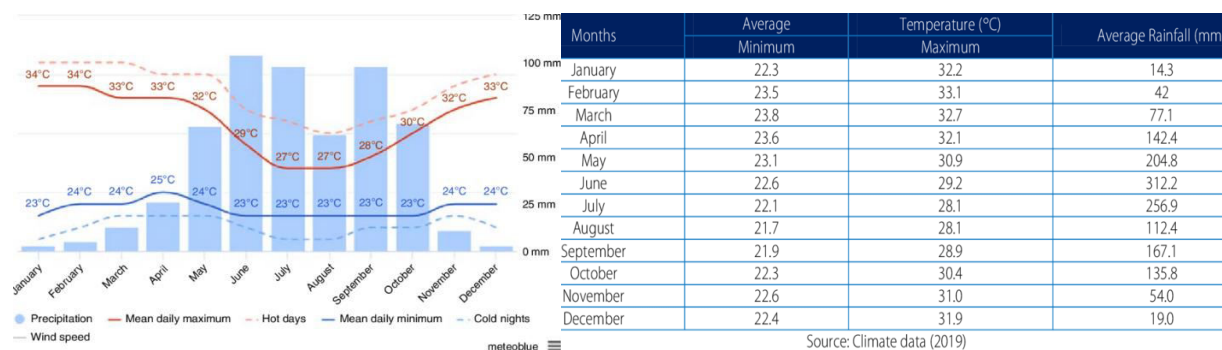 125 mm
100 mm
75 mm
50 mm
25 mm
0 mm
34°C 34°C 33°C 33°C 32°C 29°C 27°C 27°C 28°C 30°C 32°C 33°C
23°C 24°C 24°C 25°C 24°C 23°C 23°C 23°C 23°C 23°C 24°C 24°C
January February March April May June July August September October November December
Precipitation Mean daily maximum Hot days Mean daily minimum Cold nights
Wind speed
meteoblue
Months Average Temperature (°C) Average Rainfall (mm
Minimum Maximum
January 22.3 32.2 14.3
February 23.5 33.1 42
March 23.8 32.7 77.1
April 23.6 32.1 142.4
May 23.1 30.9 204.8
June 22.6 29.2 312.2
July 22.1 28.1 256.9
August 21.7 28.1 112.4
September 21.9 28.9 167.1
October 22.3 30.4 135.8
November 22.6 31.0 54.0
December 22.4 31.9 19.0
Source: Climate data (2019)